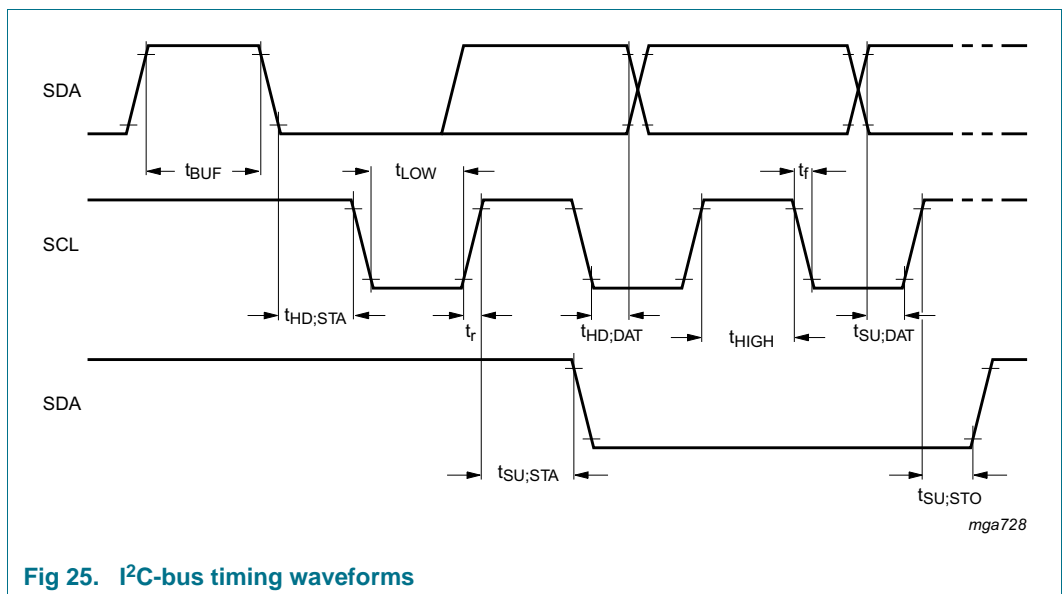 SDA
tBUF
tLOW
tf
SCL
tHD;STA
tr
tHD;DAT
tHIGH
tSU;DAT
SDA
tSU;STA
tSU;STO
mga728
Fig 25. I²C-bus timing waveforms